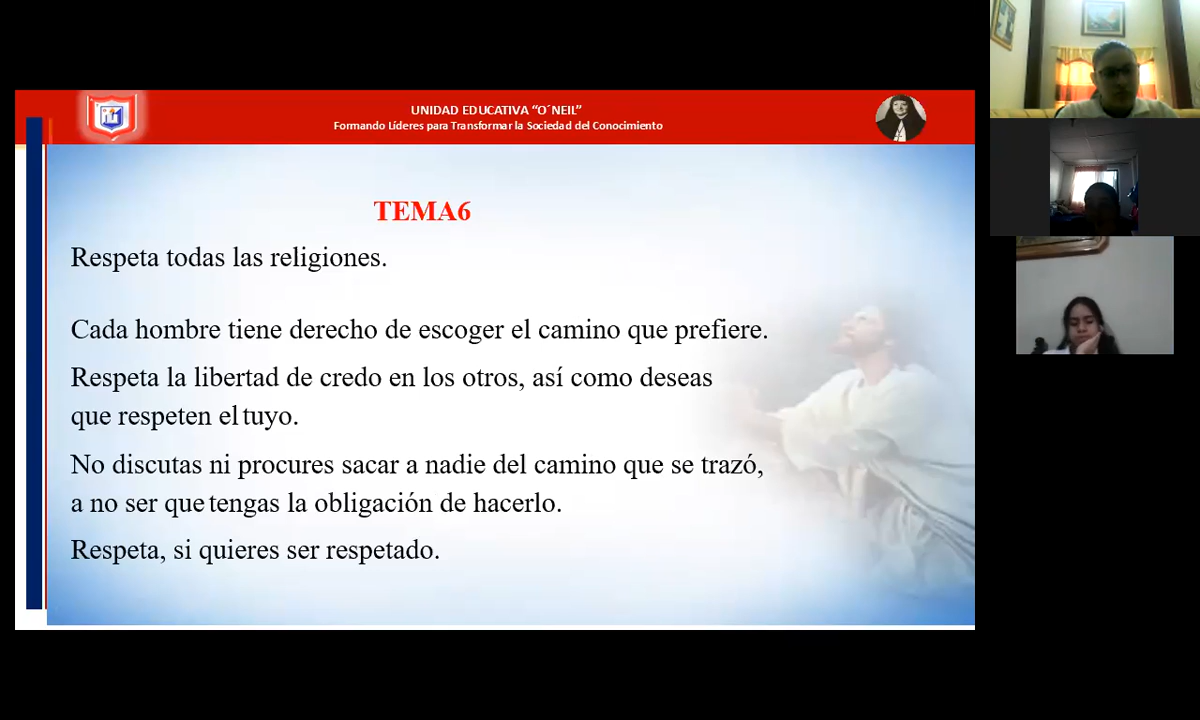 UNIDAD EDUCATIVA “O´NEIL”
Formando Líderes para Transformar la Sociedad del Conocimiento
TEMA6
Respeta todas las religiones.
Cada hombre tiene derecho de escoger el camino que prefiere.
Respeta la libertad de credo en los otros, así como deseas
que respeten el tuyo.
No discutas ni procures sacar a nadie del camino que se trazó,
a no ser que tengas la obligación de hacerlo.
Respeta, si quieres ser respetado.